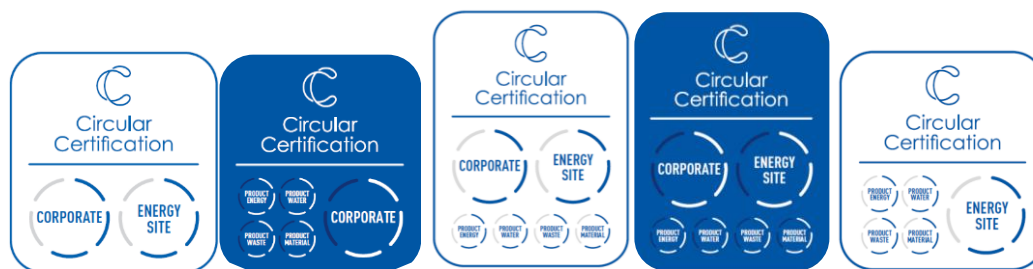 Circular
Certification
CORPORATE
ENERGY
SITE
Circular
Certification
PRODUCT
ENERGY
PRODUCT
WATER
PRODUCT
WASTE
PRODUCT
MATERIAL
CORPORATE
Circular
Certification
CORPORATE
ENERGY
SITE
PRODUCT
ENERGY
PRODUCT
WATER
PRODUCT
WASTE
PRODUCT
MATERIAL
Circular
Certification
CORPORATE
ENERGY
SITE
PRODUCT
ENERGY
PRODUCT
WATER
PRODUCT
WASTE
PRODUCT
MATERIAL
Circular
Certification
PRODUCT
ENERGY
PRODUCT
WATER
PRODUCT
WASTE
PRODUCT
MATERIAL
ENERGY
SITE